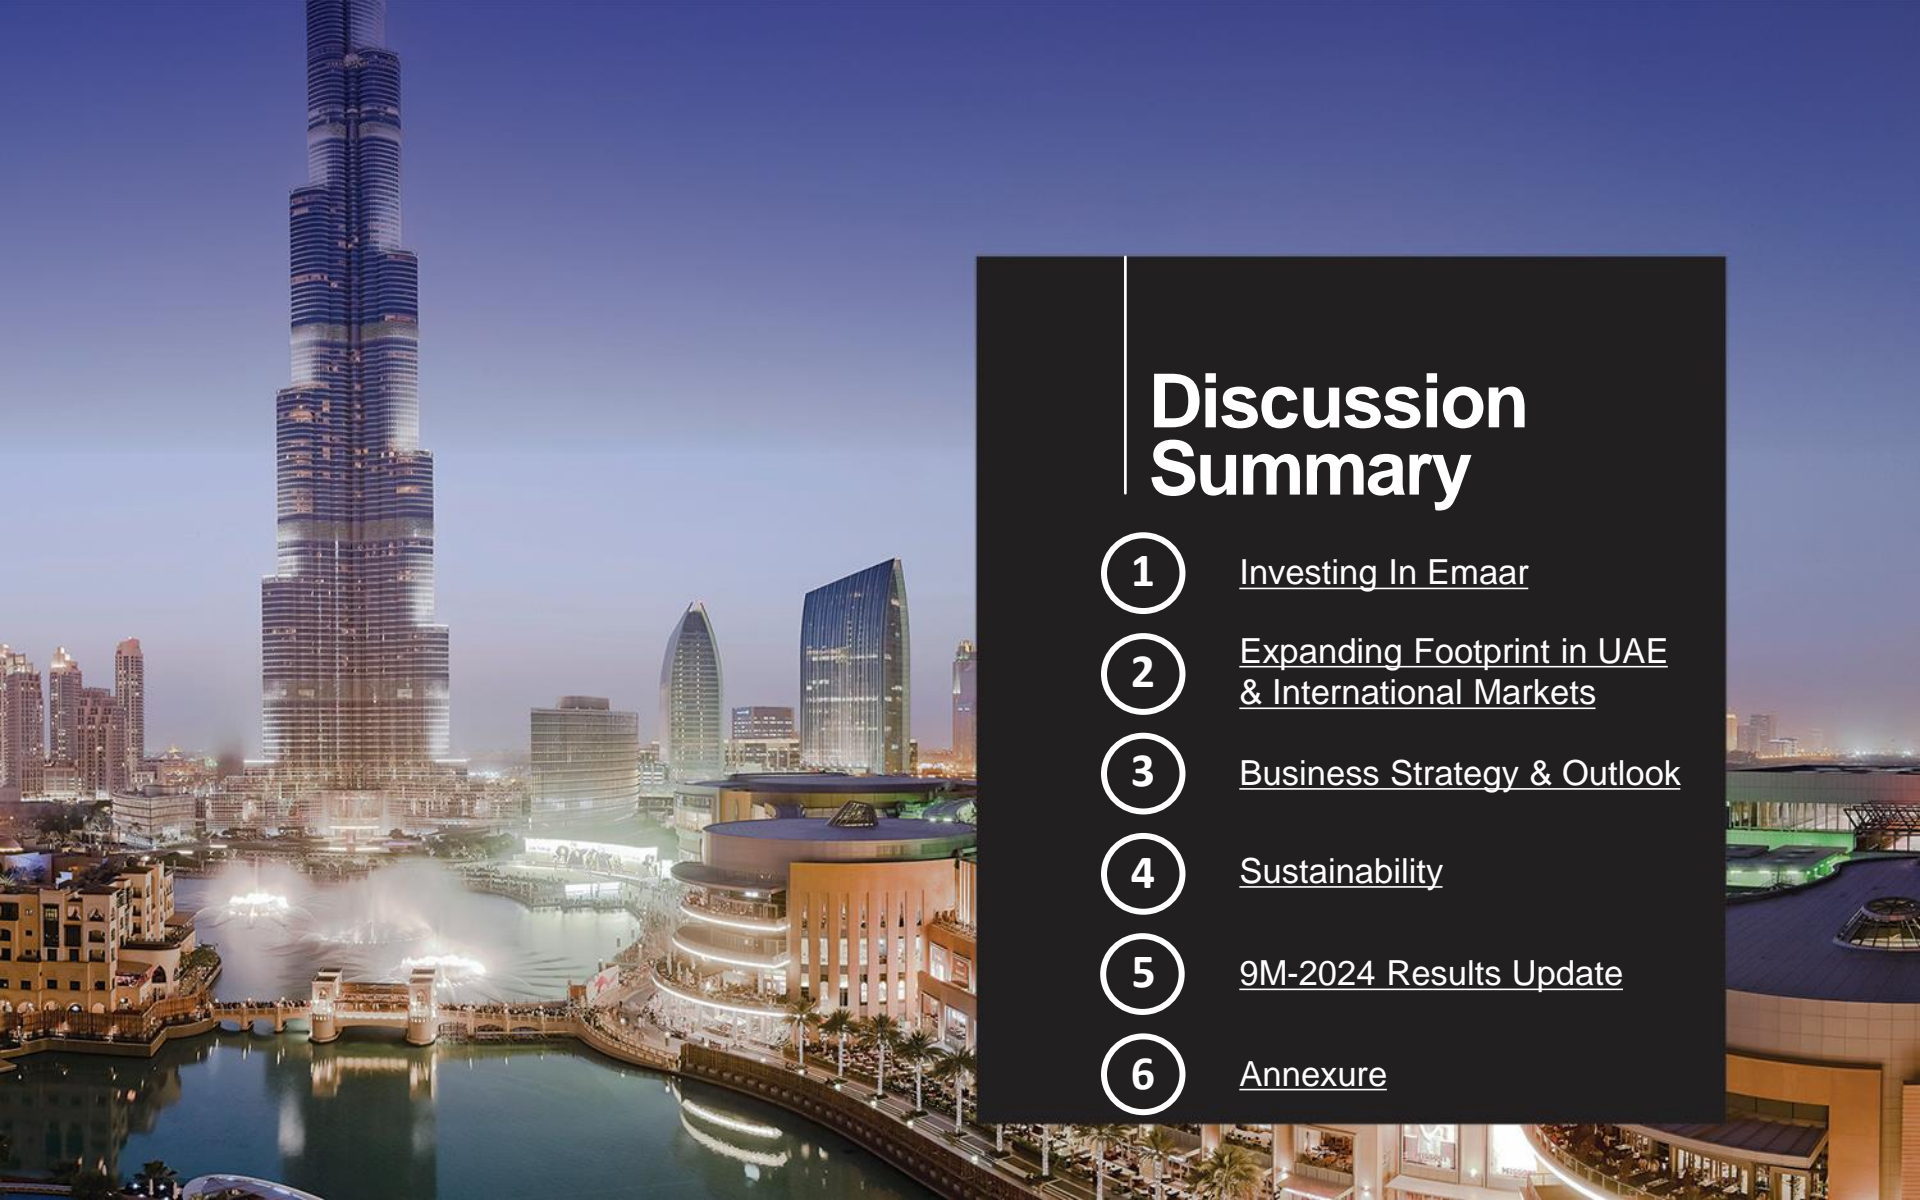 Discussion
Summary
1 Investing In Emaar
2 Expanding Footprint in UAE
& International Markets
3 Business Strategy & Outlook
4 Sustainability
5 9M-2024 Results Update
6 Annexure